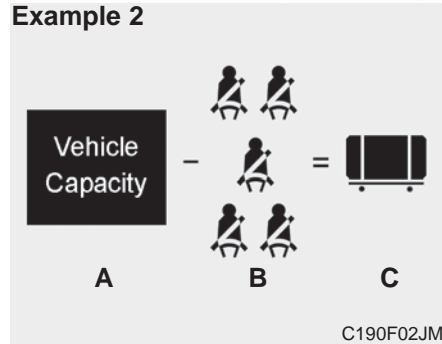 Example 2
Vehicle
Capacity
– =
A B C
C190F02JM